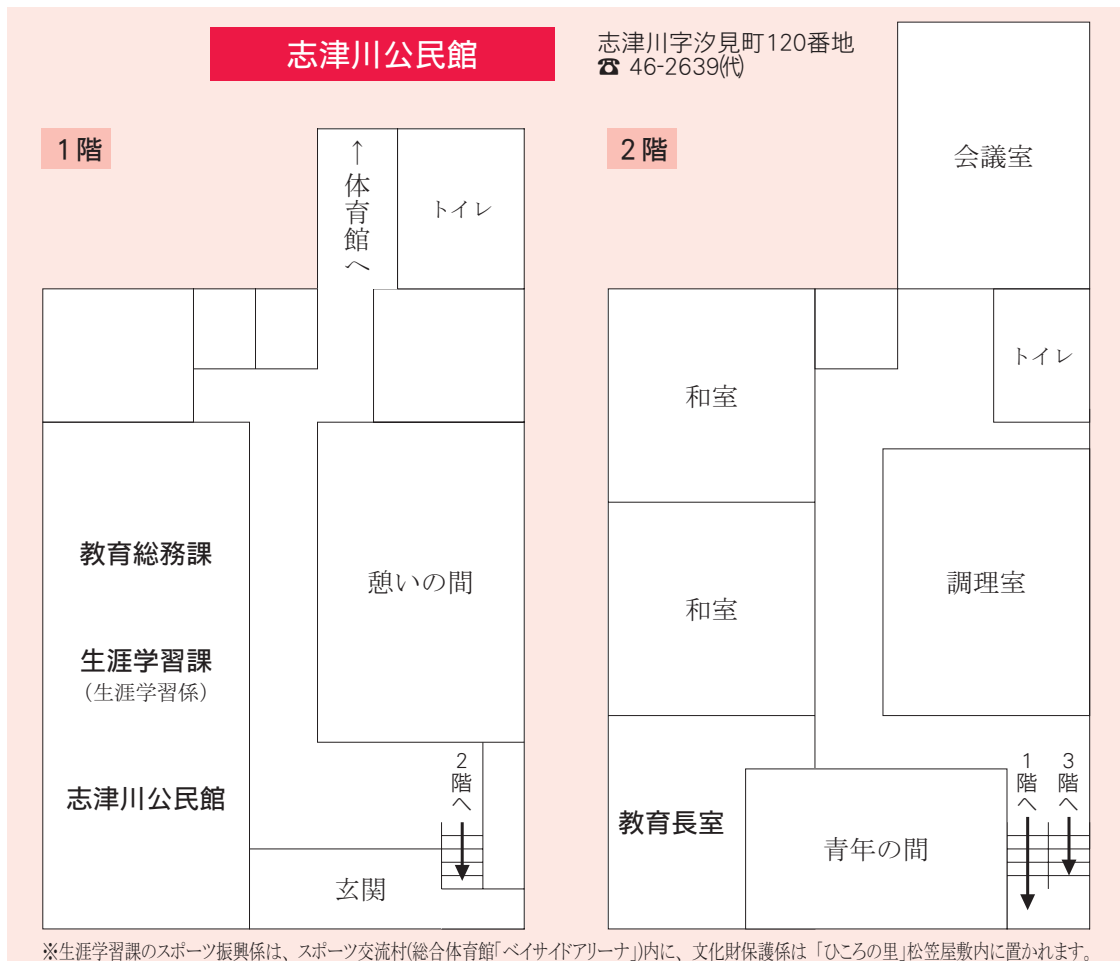 志津川公民館
志津川字汐見町120番地
☎ 46-2639㈹
1階
↑体育館へ
トイレ
教育総務課
憩いの間
生涯学習課
（生涯学習係）
志津川公民館
2階へ
玄関
2階
会議室
トイレ
和室
調理室
和室
教育長室
青年の間
1階へ
3階へ
※生涯学習課のスポーツ振興係は、スポーツ交流村(総合体育館「ベイサイドアリーナ」)内に、文化財保護係は「ひころの里」松笠屋敷内に置かれます。